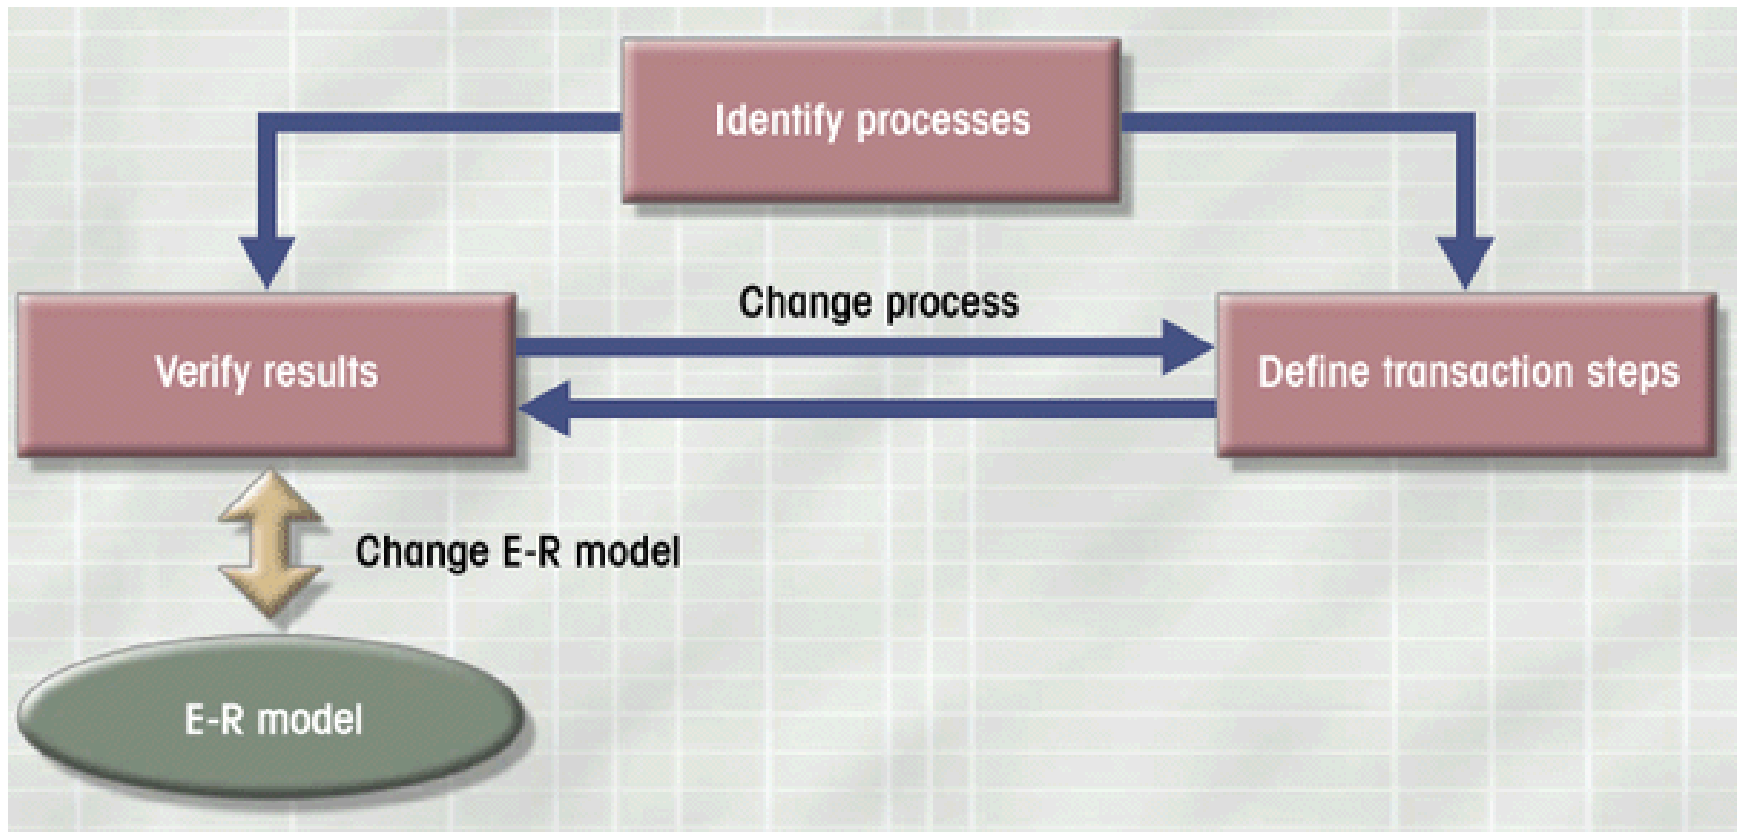 Identify processes
Change process
Verify results
Define transaction steps
Change E-R model
E-R model